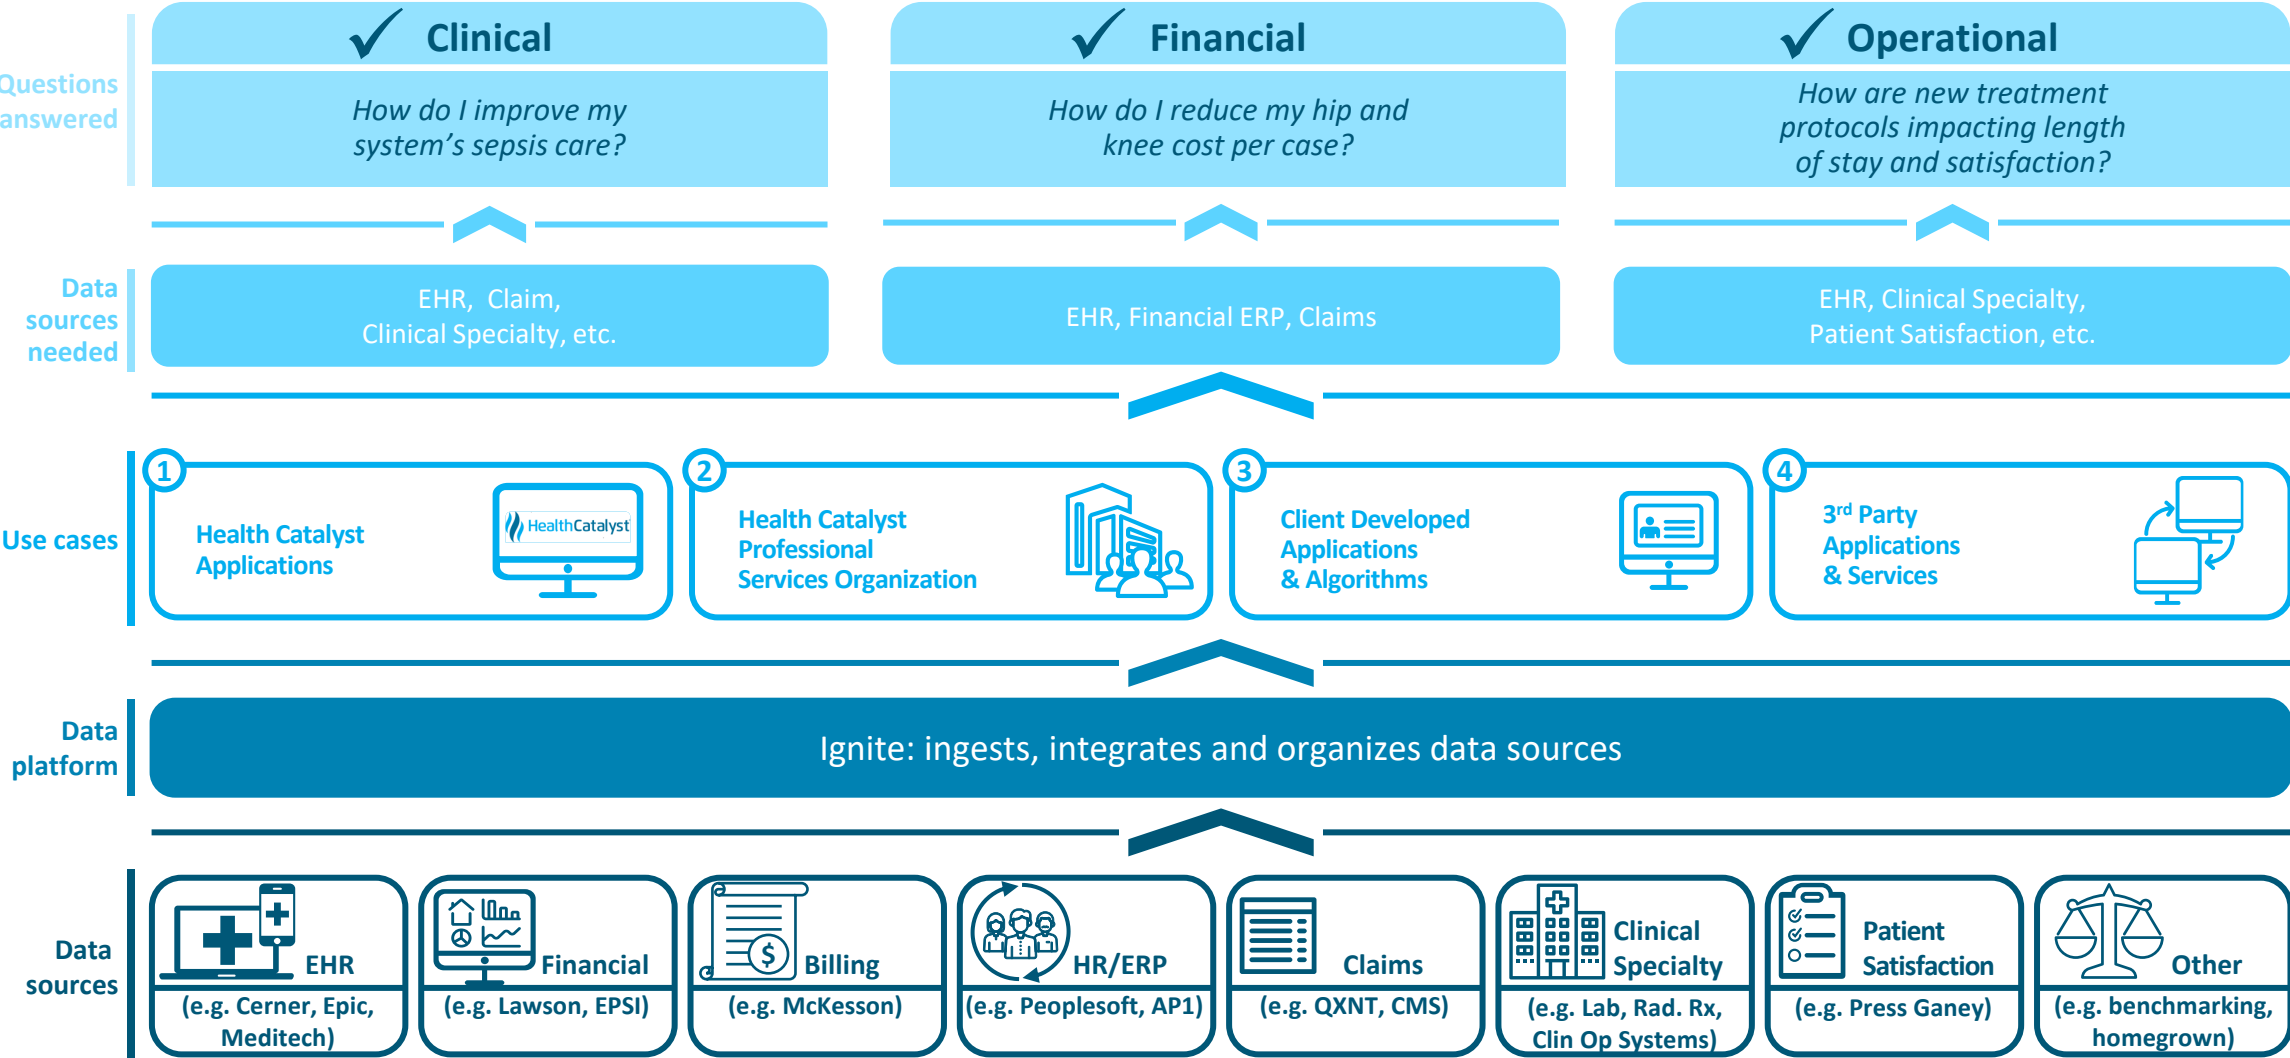 Clinical
Financial
Operational
Questions
answered
How do I improve my
system's sepsis care?
How do I reduce my hip and
knee cost per case?
How are new treatment
protocols impacting length
of stay and satisfaction?
Data
sources
needed
EHR, Claim,
Clinical Specialty, etc.
EHR, Financial ERP, Claims
EHR, Clinical Specialty,
Patient Satisfaction, etc.
Use cases
1
Health Catalyst
Applications
HealthCatalyst
2
Health Catalyst
Professional
Services Organization
3
Client Developed
Applications
& Algorithms
4
3rd Party
Applications
& Services
Data
platform
Ignite: ingests, integrates and organizes data sources
Data
sources
EHR
(e.g. Cerner, Epic,
Meditech)
Financial
(e.g. Lawson, EPSI)
$
Billing
(e.g. McKesson)
HR/ERP
(e.g. Peoplesoft, AP1)
Claims
(e.g. QXNT, CMS)
Clinical
Specialty
(e.g. Lab, Rad. Rx,
Clin Op Systems)
Patient
Satisfaction
(e.g. Press Ganey)
Other
(e.g. benchmarking,
homegrown)